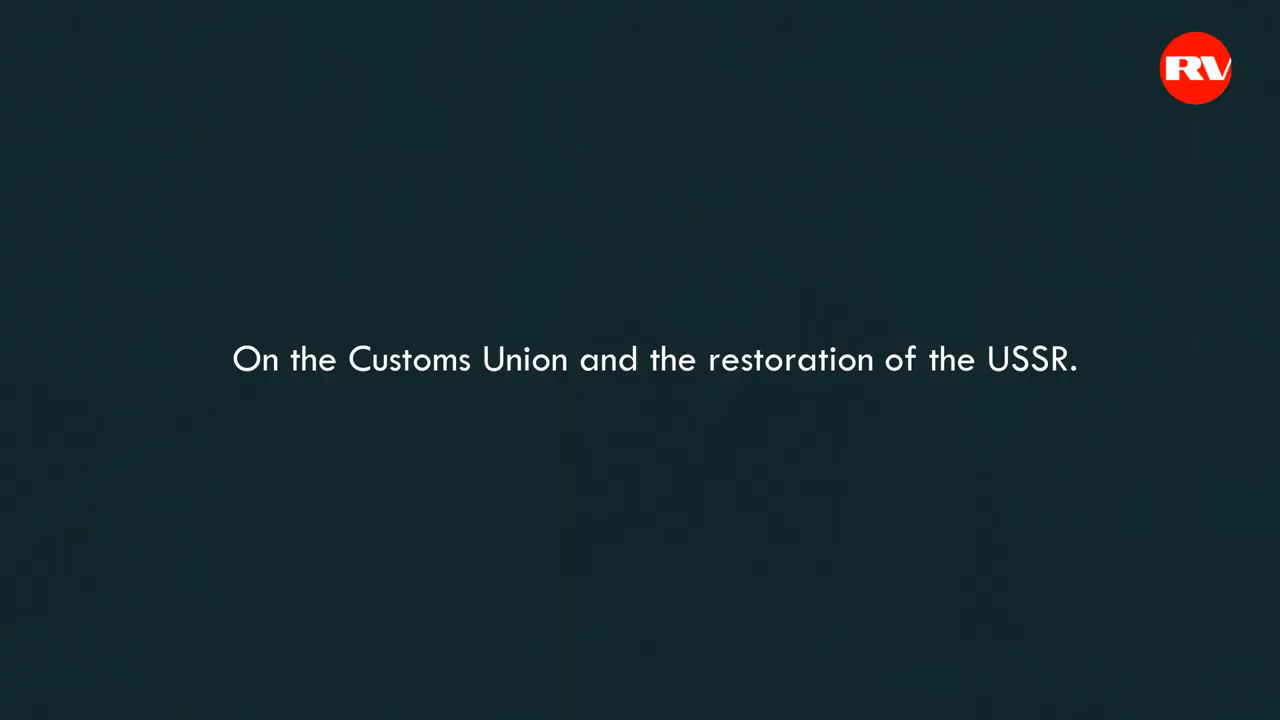 RV
On the Customs Union and the restoration of the USSR.